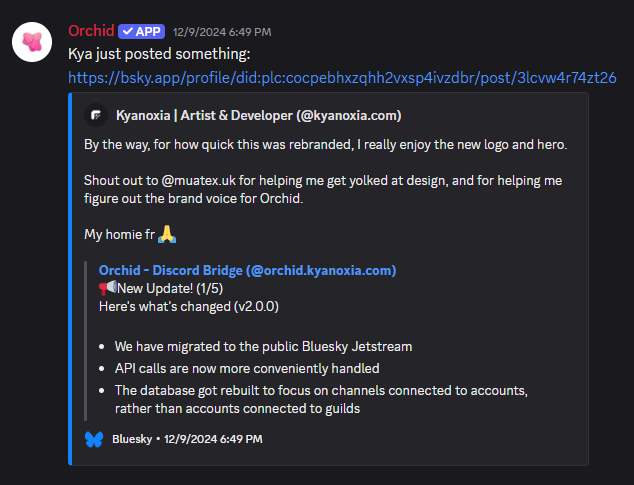 Orchid ✓ APP 12/9/2024 6:49 PM
Kya just posted something:
https://bsky.app/profile/did:plc:cocpebhxzqhh2vxsp4ivzdbr/post/3lcvw4r74zt26
Kyanoxia | Artist & Developer (@kyanoxia.com)
By the way, for how quick this was rebranded, I really enjoy the new logo and hero.
Shout out to @muatex.uk for helping me get yolked at design, and for helping me
figure out the brand voice for Orchid.
My homie fr 🙏
Orchid - Discord Bridge (@orchid.kyanoxia.com)
📢New Update! (1/5)
Here's what's changed (v2.0.0)
• We have migrated to the public Bluesky Jetstream
• API calls are now more conveniently handled
• The database got rebuilt to focus on channels connected to accounts,
rather than accounts connected to guilds
Bluesky • 12/9/2024 6:49 PM